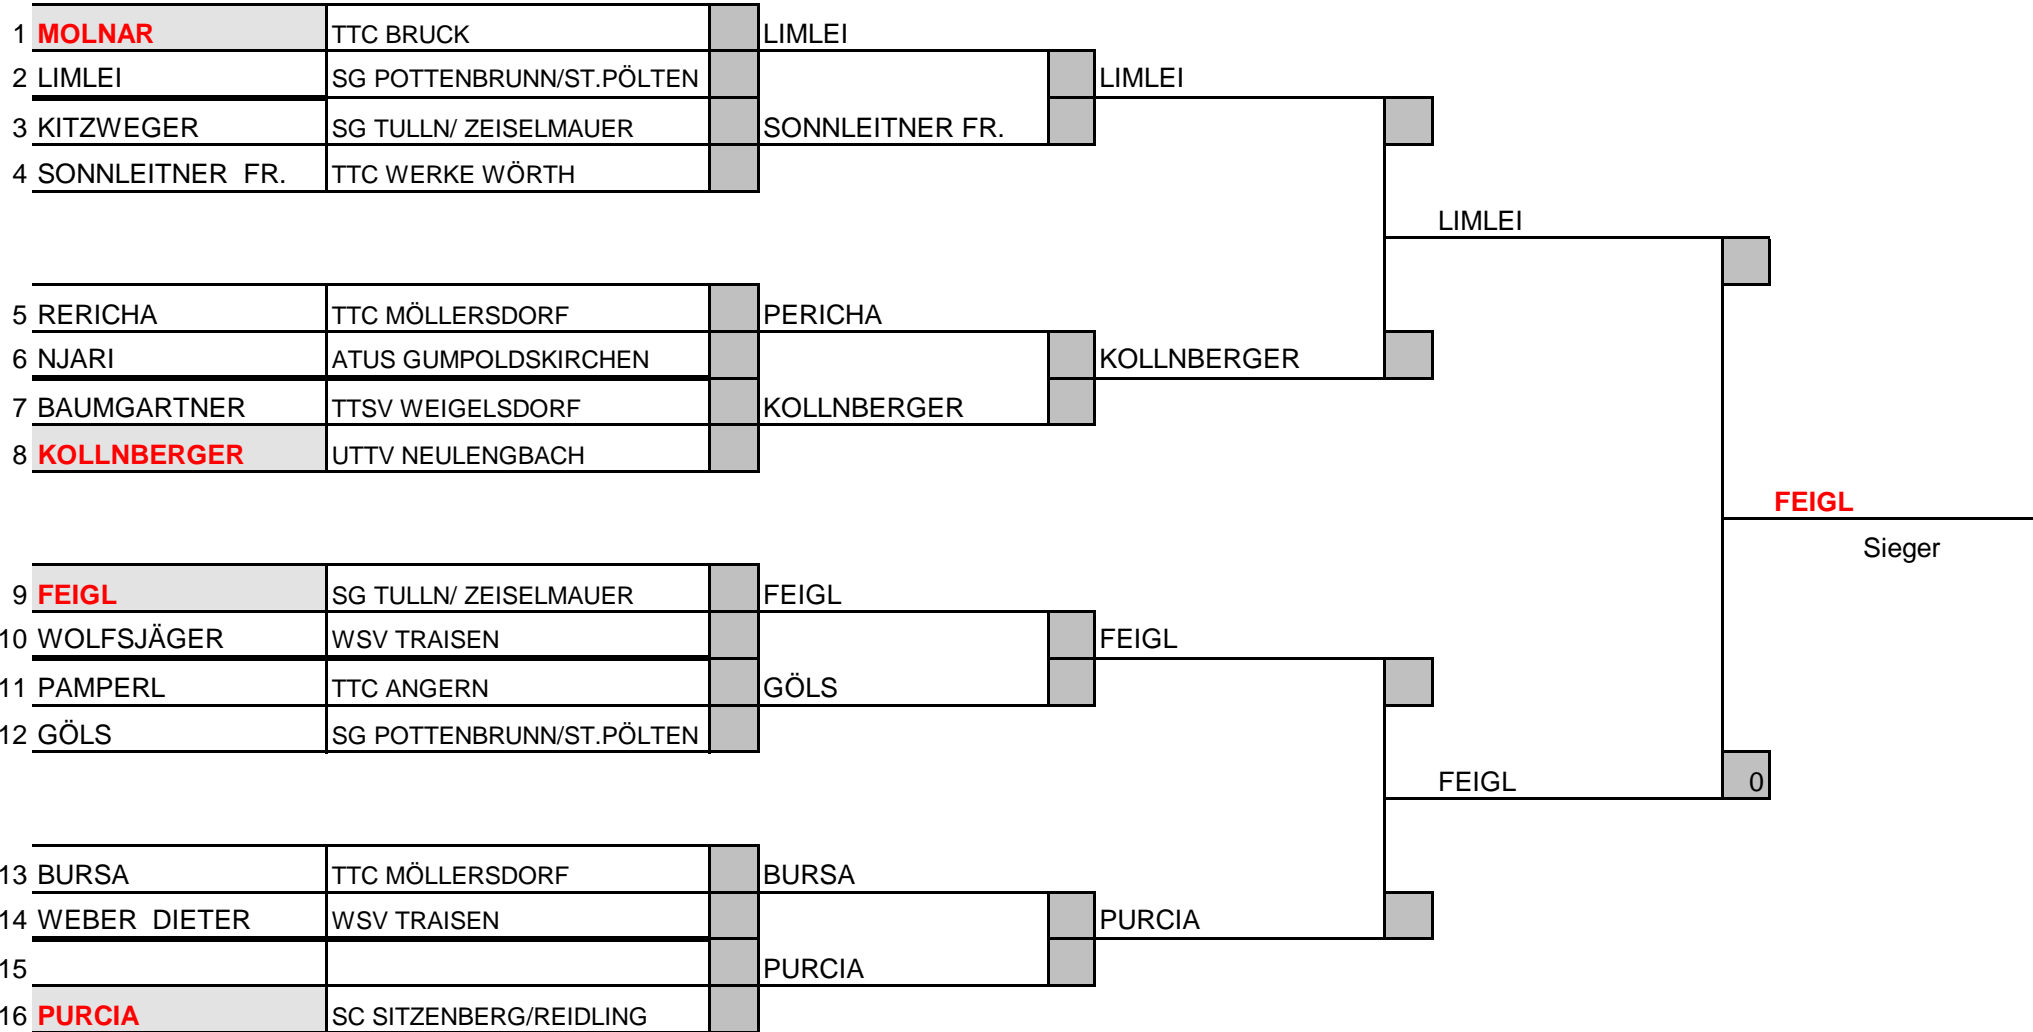 1 MOLNAR TTC BRUCK LIMLEI
2 LIMLEI SG POTTENBRUNN/ST.PÖLTEN LIMLEI
3 KITZWEGER SG TULLN/ ZEISELMAUER SONNLEITNER FR.
4 SONNLEITNER FR. TTC WERKE WÖRTH
LIMLEI
5 RERICHA TTC MÖLLERSDORF PERICHA
6 NJARI ATUS GUMPOLDSKIRCHEN KOLLNBERGER
7 BAUMGARTNER TTSV WEIGELSDORF KOLLNBERGER
8 KOLLNBERGER UTTV NEULENGBACH
FEIGL
Sieger
9 FEIGL SG TULLN/ ZEISELMAUER FEIGL
10 WOLFSJÄGER WSV TRAISEN FEIGL
11 PAMPERL TTC ANGERN GÖLS
12 GÖLS SG POTTENBRUNN/ST.PÖLTEN
FEIGL 0
13 BURSA TTC MÖLLERSDORF BURSA
14 WEBER DIETER WSV TRAISEN PURCIA
15 PURCIA
16 PURCIA SC SITZENBERG/REIDLING